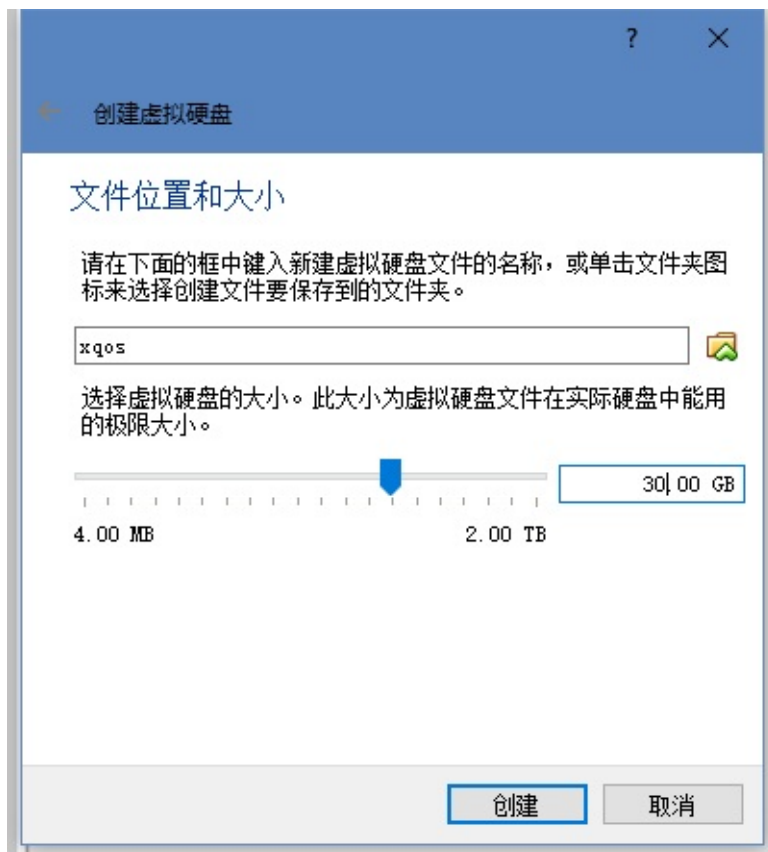 ?
创建虚拟硬盘
文件位置和大小
请在下面的框中键入新建虚拟硬盘文件的名称，或单击文件夹图
标来选择创建文件要保存到的文件夹。
xqos
选择虚拟硬盘的大小。此大小为虚拟硬盘文件在实际硬盘中能用
的极限大小。
30.00 GB
4.00 MB
2.00 TB
创建
取消